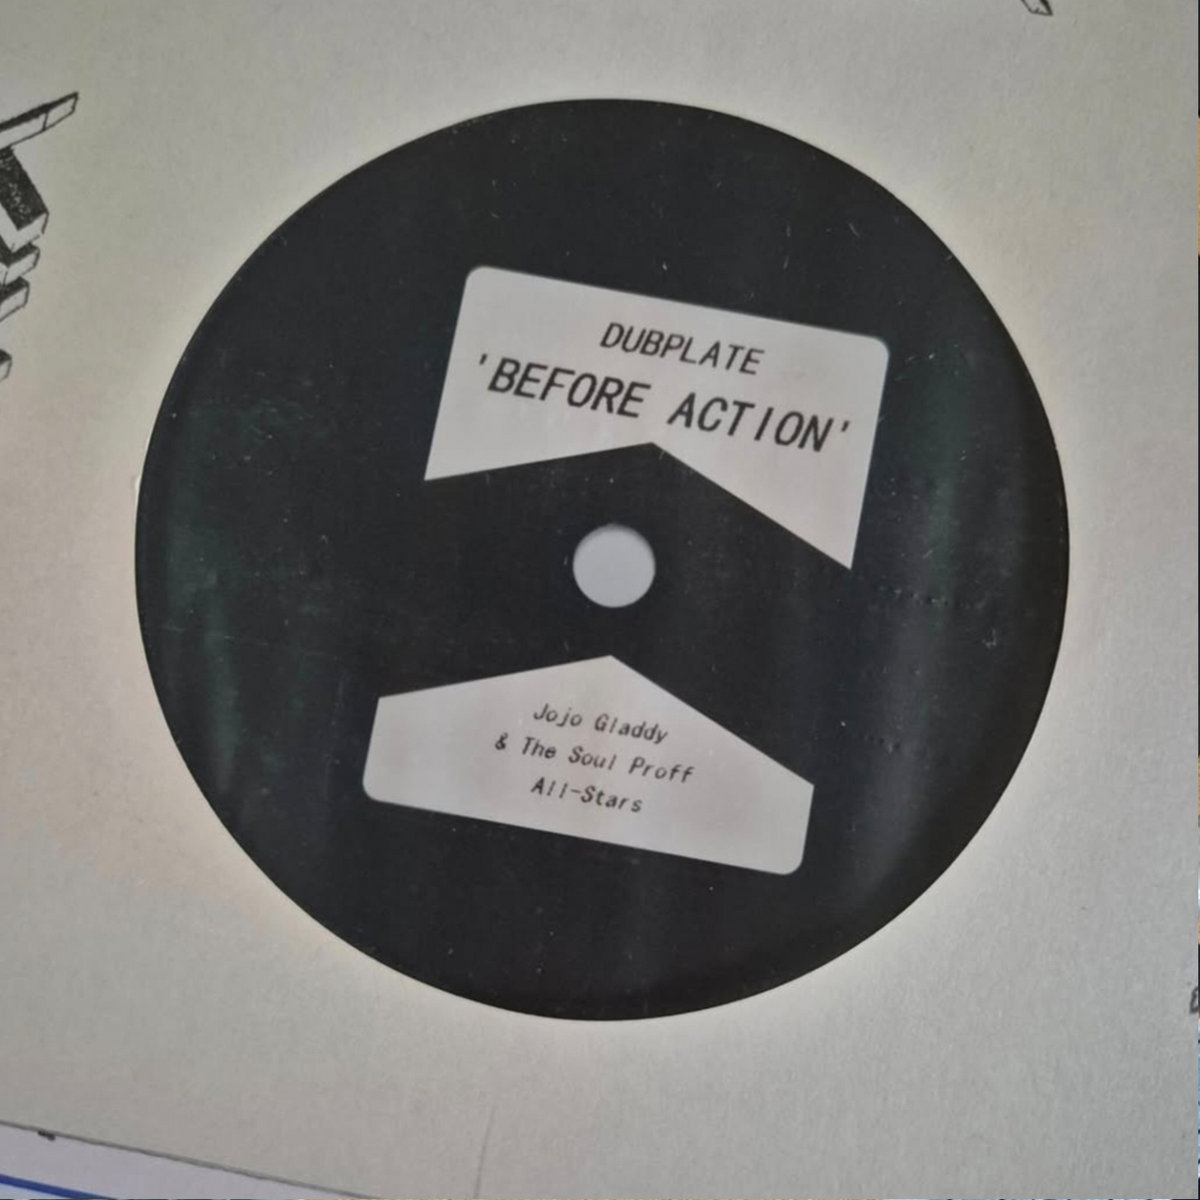 DUBPLATE
'BEFORE ACTION'
Jojo Gladdy
& The Soul Proff
All-Stars